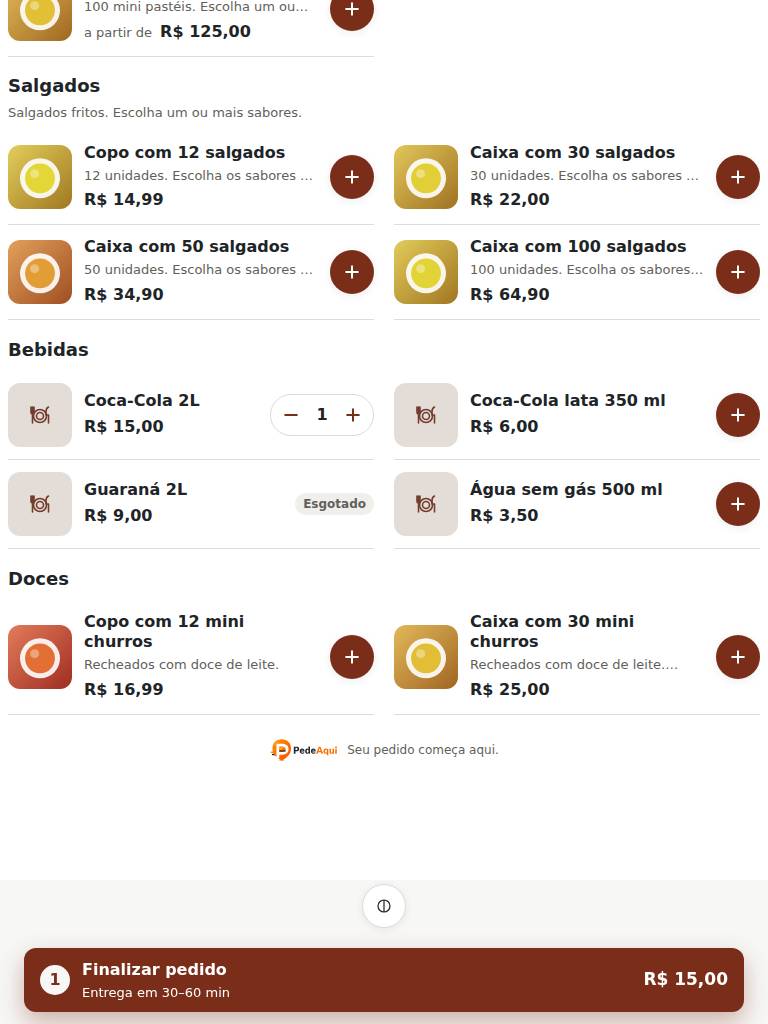 100 mini pastéis. Escolha um ou…
a partir de R$ 125,00
Salgados
Salgados fritos. Escolha um ou mais sabores.
Copo com 12 salgados
12 unidades. Escolha os sabores …
R$ 14,99
Caixa com 30 salgados
30 unidades. Escolha os sabores …
R$ 22,00
Caixa com 50 salgados
50 unidades. Escolha os sabores …
R$ 34,90
Caixa com 100 salgados
100 unidades. Escolha os sabores…
R$ 64,90
Bebidas
Coca-Cola 2L
R$ 15,00
1
Coca-Cola lata 350 ml
R$ 6,00
Guaraná 2L
R$ 9,00
Esgotado
Água sem gás 500 ml
R$ 3,50
Doces
Copo com 12 mini
churros
Recheados com doce de leite.
R$ 16,99
Caixa com 30 mini
churros
Recheados com doce de leite.…
R$ 25,00
PedeAqui Seu pedido começa aqui.
1
Finalizar pedido
Entrega em 30–60 min
R$ 15,00